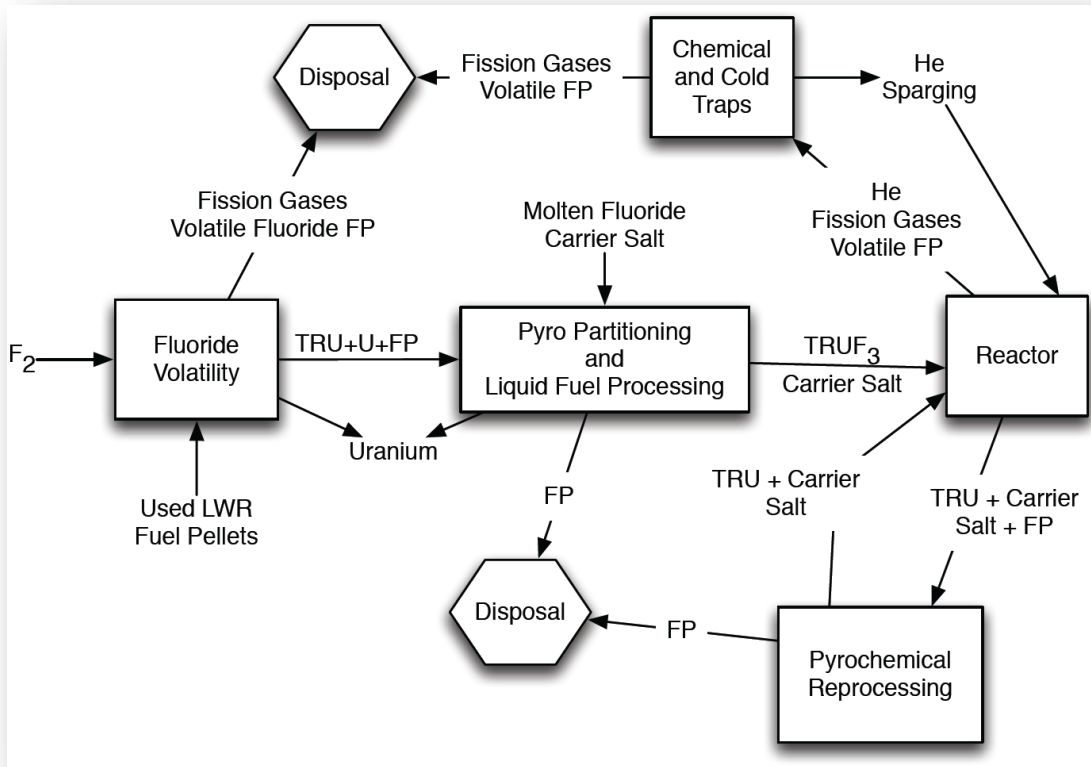 Disposal
Fission Gases
Volatile FP
Chemical
and Cold
Traps
He
Sparging
Fission Gases
Volatile Fluoride FP
Molten Fluoride
Carrier Salt
He
Fission Gases
Volatile FP
F2
Fluoride
Volatility
TRU+U+FP
Pyro Partitioning
and
Liquid Fuel Processing
TRUF3
Carrier Salt
Reactor
Uranium
Used LWR
Fuel Pellets
FP
TRU + Carrier
Salt
TRU + Carrier
Salt + FP
Disposal
FP
Pyrochemical
Reprocessing